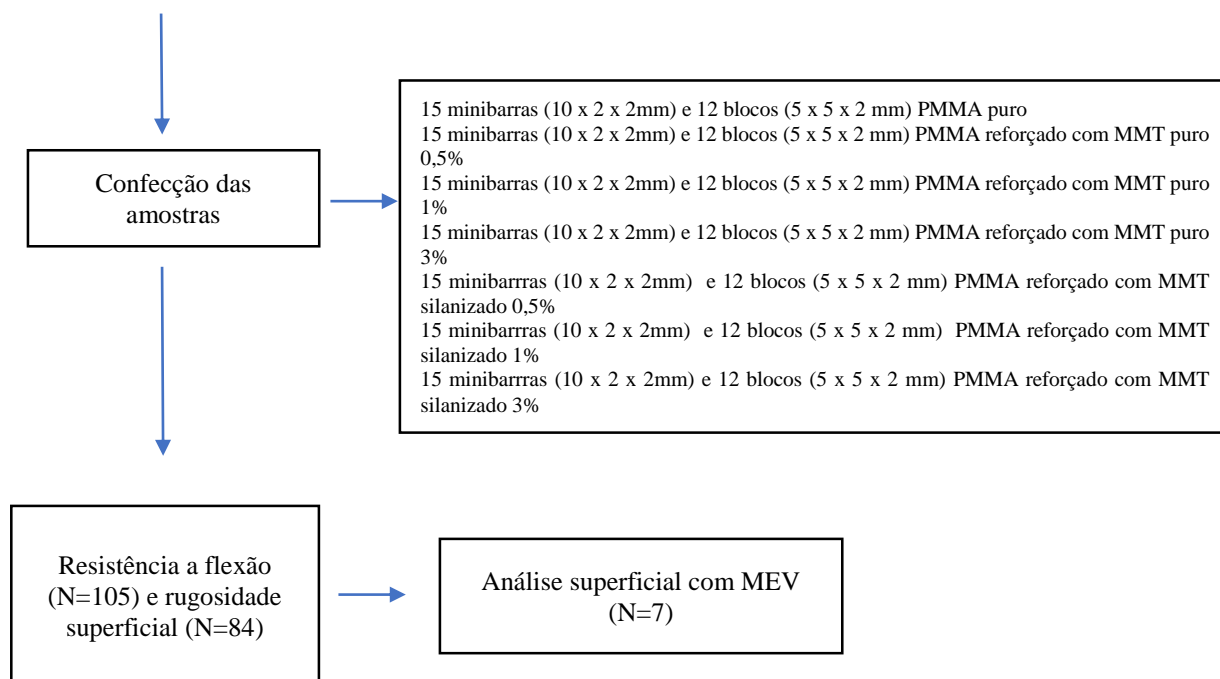 Confecção das
amostras
15 minibarras (10 x 2 x 2mm) e 12 blocos (5 x 5 x 2 mm) PMMA puro
15 minibarras (10 x 2 x 2mm) e 12 blocos (5 x 5 x 2 mm) PMMA reforçado com MMT puro
0,5%
15 minibarras (10 x 2 x 2mm) e 12 blocos (5 x 5 x 2 mm) PMMA reforçado com MMT puro
1%
15 minibarras (10 x 2 x 2mm) e 12 blocos (5 x 5 x 2 mm) PMMA reforçado com MMT puro
3%
15 minibarrras (10 x 2 x 2mm) e 12 blocos (5 x 5 x 2 mm) PMMA reforçado com MMT
silanizado 0,5%
15 minibarrras (10 x 2 x 2mm) e 12 blocos (5 x 5 x 2 mm) PMMA reforçado com MMT
silanizado 1%
15 minibarrras (10 x 2 x 2mm) e 12 blocos (5 x 5 x 2 mm) PMMA reforçado com MMT
silanizado 3%
Resistência a flexão
(N=105) e rugosidade
superficial (N=84)
Análise superficial com MEV
(N=7)